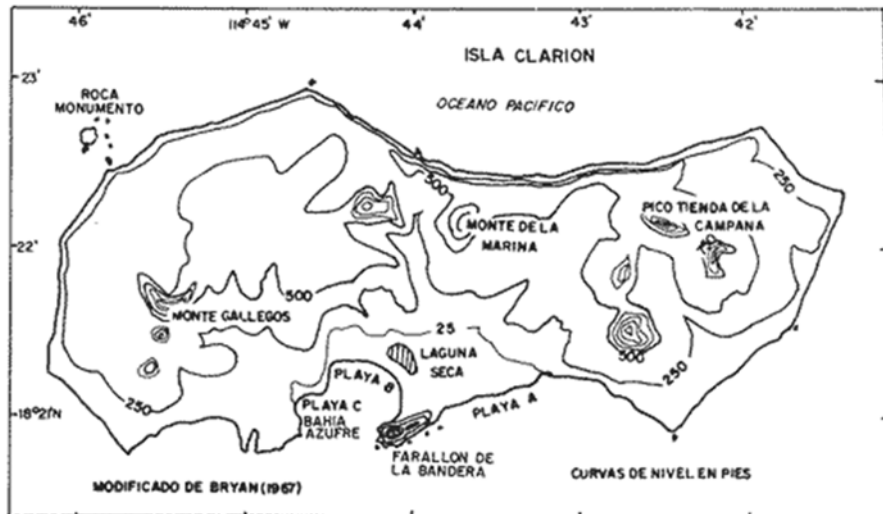 46'
114°45' W
44'
43'
42'
23'
ISLA CLARION
ROCA
MONUMENTO
OCEANO PACIFICO
A
500
250
PICO TIENDA DE LA
CAMPANA
MONTE DE LA
MARINA
22'
500
MONTE GALLEGOS
25
500
LAGUNA
SECA
250
250
PLAYA B
PLAYA C
PLAYA A
18°21'N
BAHIA
AZUFRE
FARALLON DE
LA BANDERA
MODIFICADO DE BRYAN (1967)
CURVAS DE NIVEL EN PIES